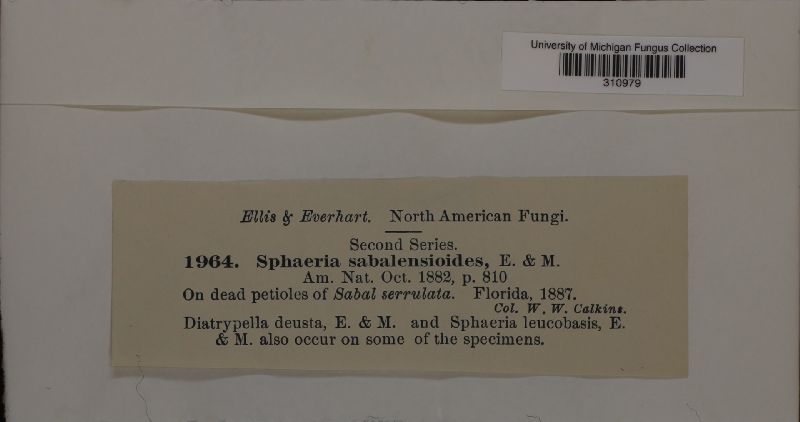 University of Michigan Fungus Collection
310979
Ellis & Everhart. North American Fungi.
Second Series.
1964. Sphaeria sabalensioides, E. & M.
Am. Nat. Oct. 1882, p. 810
On dead petioles of Sabal serrulata. Florida, 1887.
Col. W. W. Calkins.
Diatrypella deusta, E. & M. and Sphaeria leucobasis, E.
& M. also occur on some of the specimens.